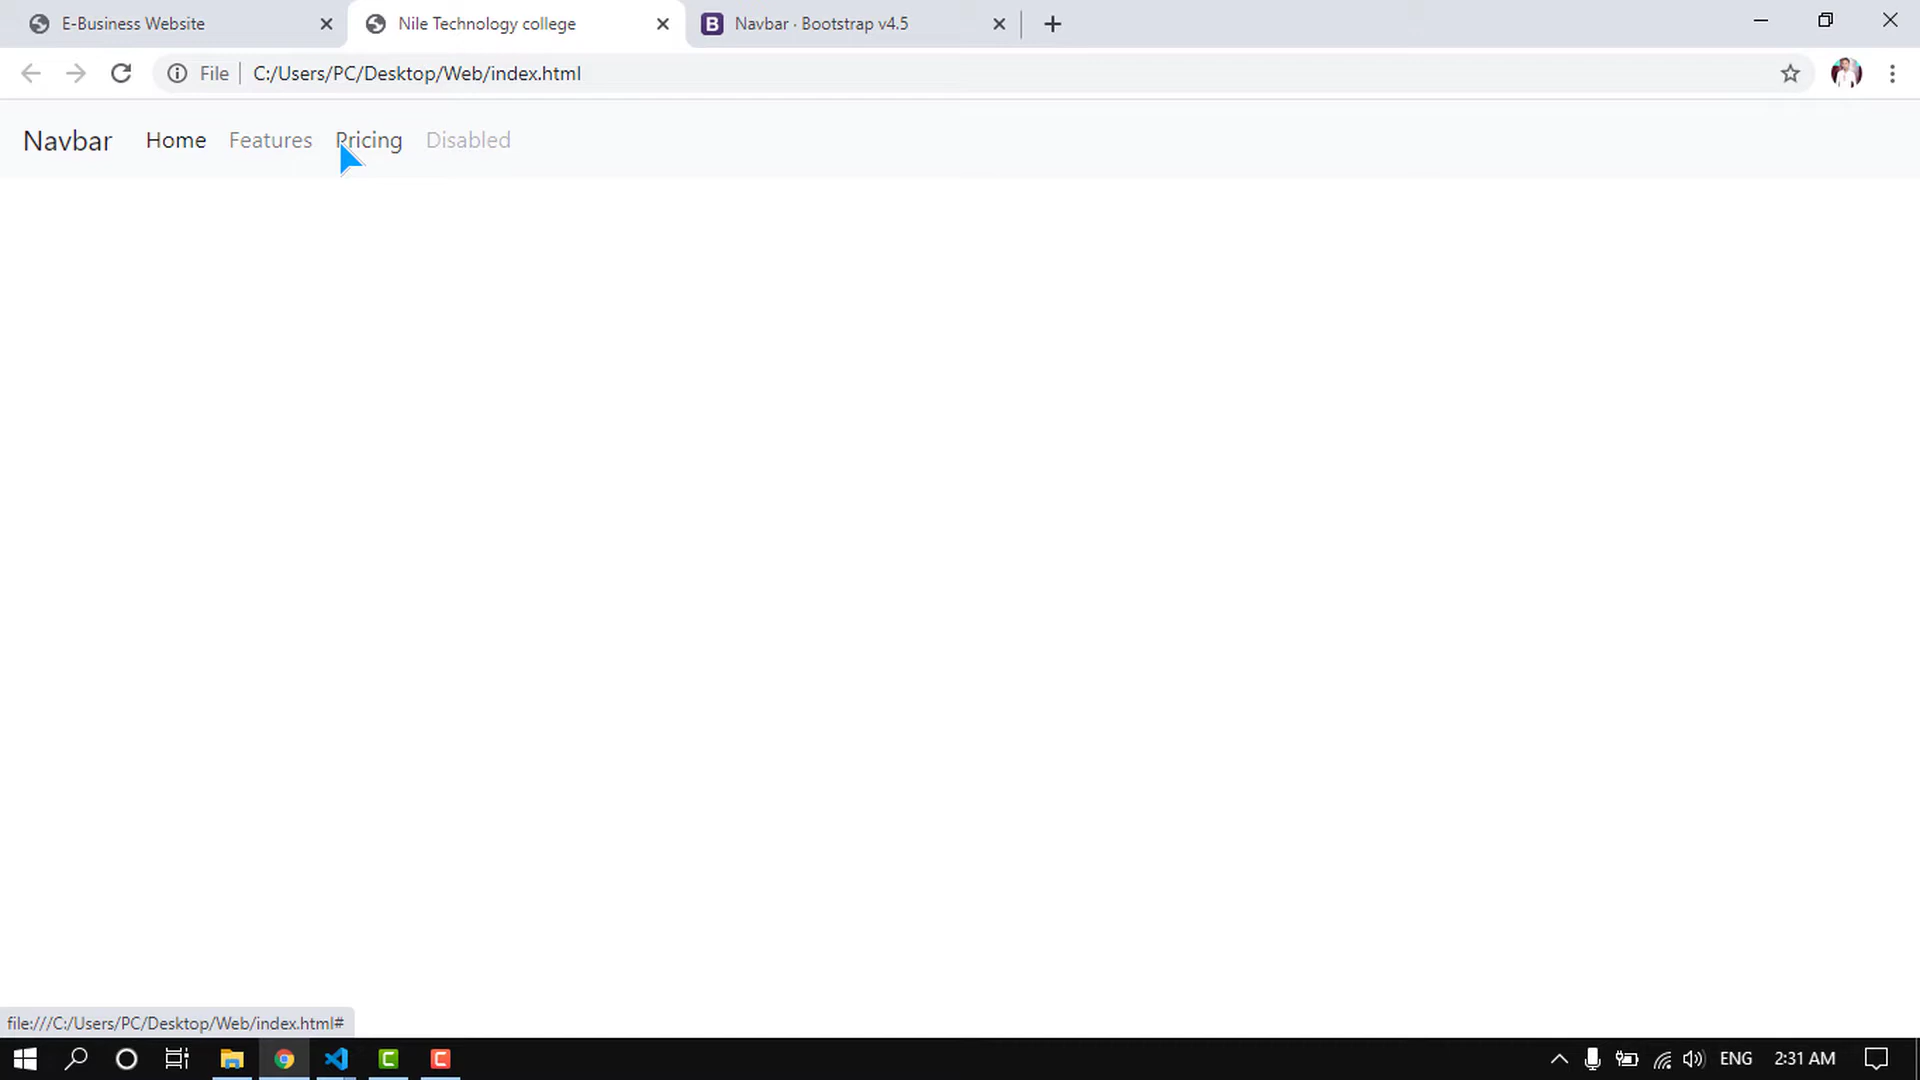 E-Business Website
Nile Technology college
Navbar · Bootstrap v4.5
File
C:/Users/PC/Desktop/Web/index.html
Navbar Home Features Pricing Disabled
file:///C:/Users/PC/Desktop/Web/index.html#
ENG
2:31 AM